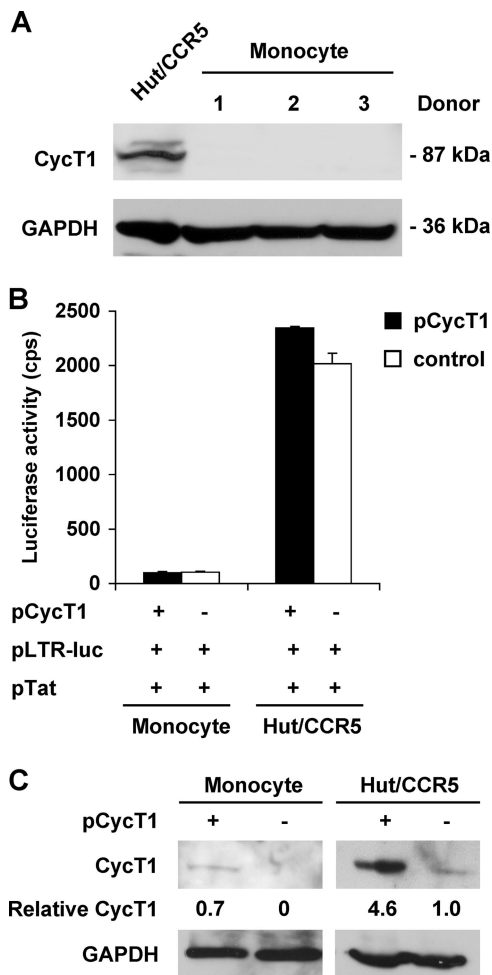 A
Hut/CCR5
Monocyte
1 2 3 Donor
CycT1 - 87 kDa
GAPDH - 36 kDa
B
2500
2000
1500
1000
500
0
Luciferase activity (cps)
pCycT1
control
pCycT1 + - + -
pLTR-luc + + + +
pTat + + + +
Monocyte Hut/CCR5
C
Monocyte Hut/CCR5
pCycT1 + - + -
CycT1
Relative CycT1 0.7 0 4.6 1.0
GAPDH